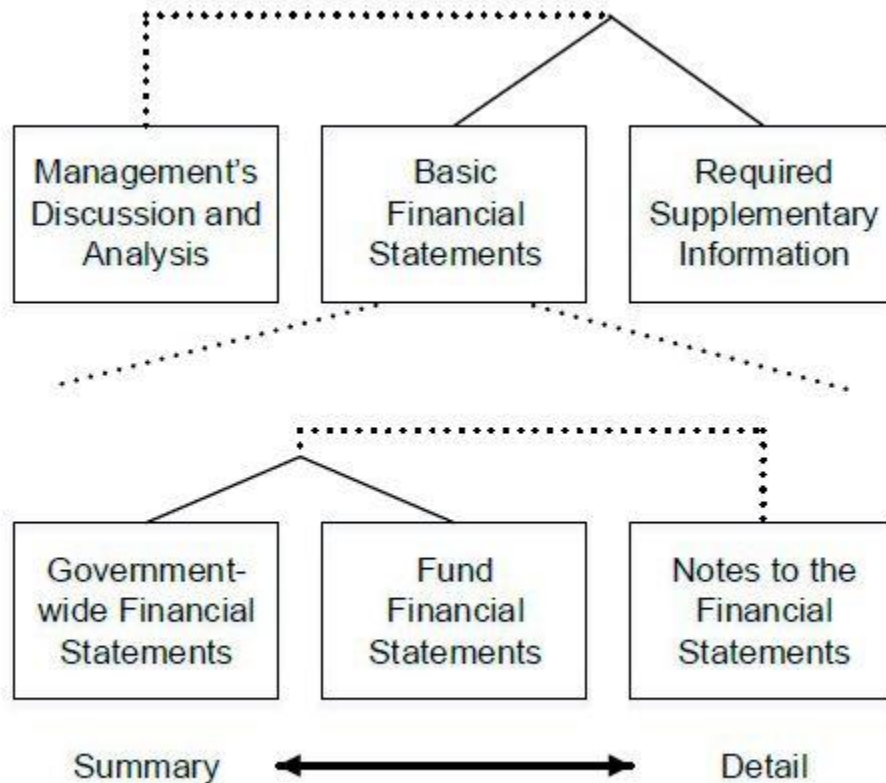 Management's
Discussion and
Analysis
Basic
Financial
Statements
Required
Supplementary
Information
Government-
wide Financial
Statements
Fund
Financial
Statements
Notes to the
Financial
Statements
Summary
Detail